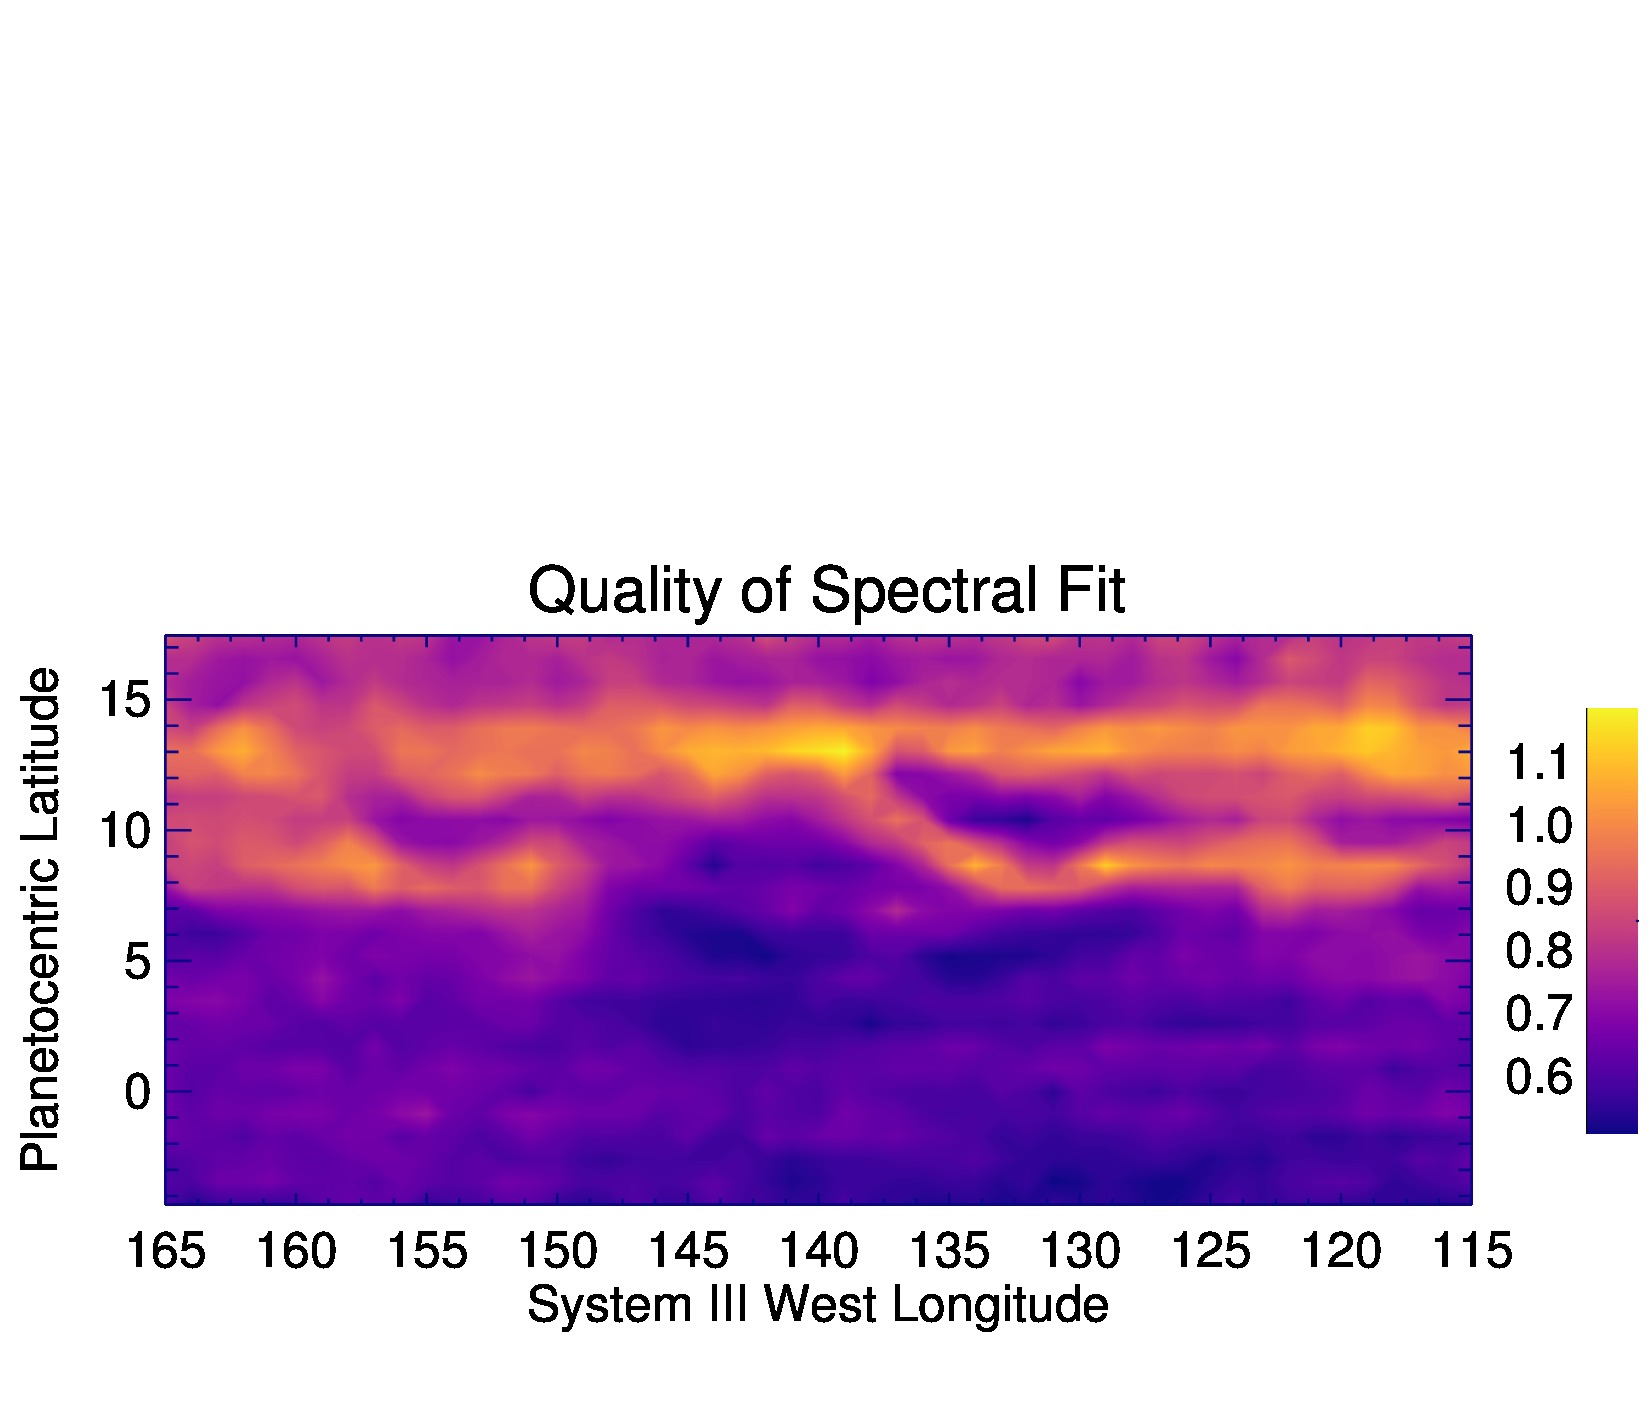 Quality of Spectral Fit
Planetocentric Latitude
15
10
5
0
165 160 155 150 145 140 135 130 125 120 115
System III West Longitude
1.1
1.0
0.9
0.8
0.7
0.6